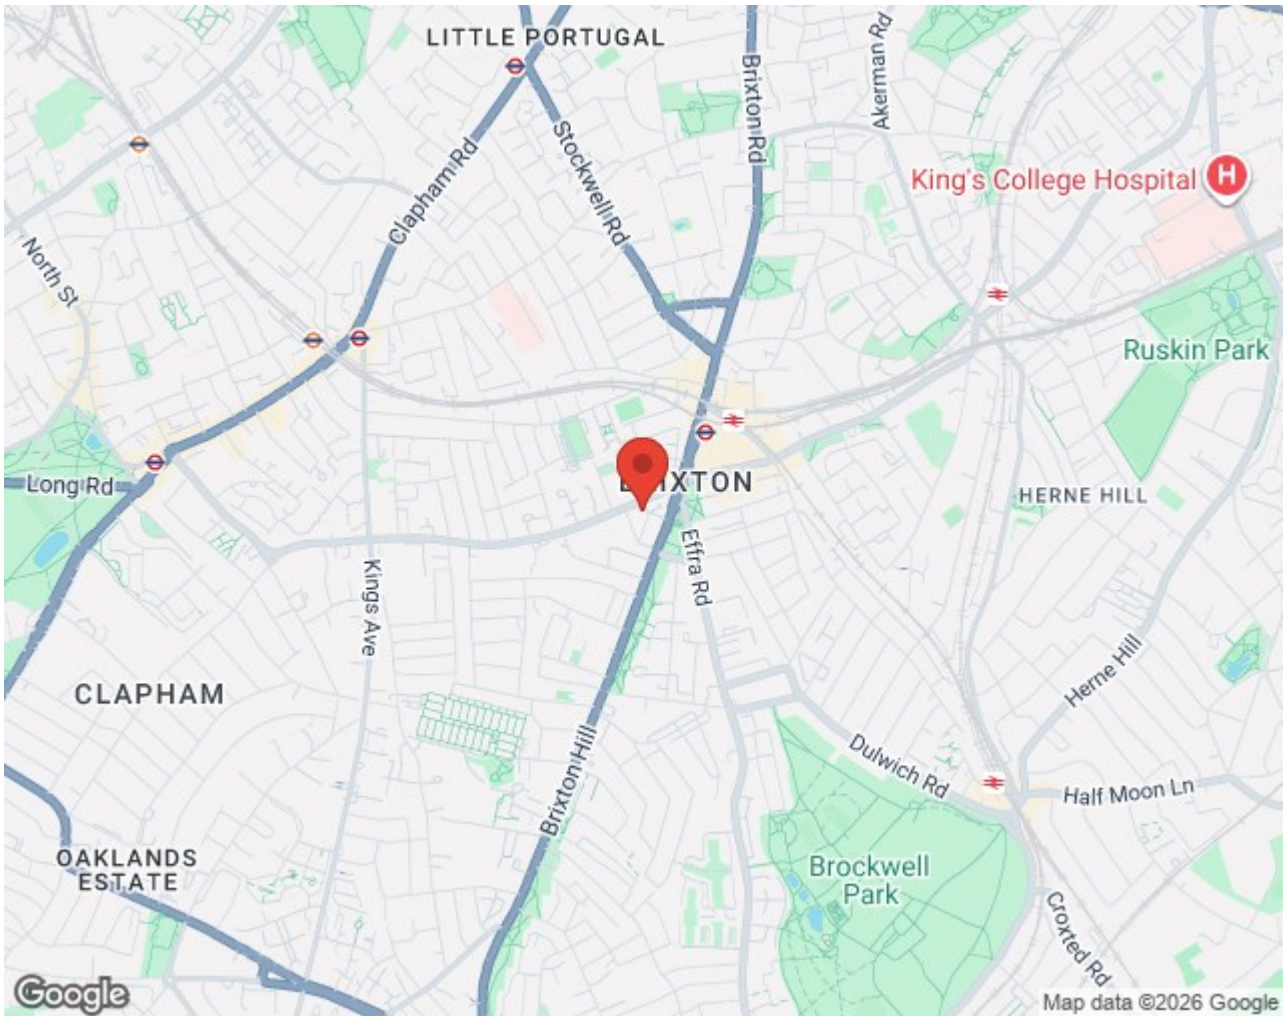 LITTLE PORTUGAL
Brixton Rd
Akerman Rd
Stockwell Rd
Clapham Rd
King's College Hospital
H
North St
Ruskin Park
Long Rd
XTON
HERNE HILL
Effra Rd
Kings Ave
CLAPHAM
Herne Hill
Brixton Hill
Dulwich Rd
Half Moon Ln
OAKLANDS
ESTATE
Brockwell
Park
Croxted Rd
Google
Map data ©2026 Google